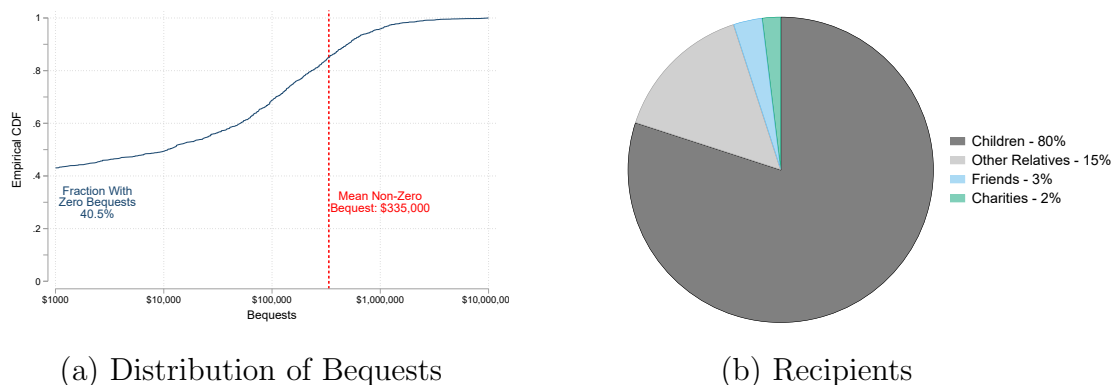 1
.8
.6
.4
.2
0
Empirical CDF
Fraction With
Zero Bequests
40.5%
Mean Non-Zero
Bequest: $335,000
$1000
$10,000
$100,000
$1,000,000
$10,000,00
Bequests
Children - 80%
Other Relatives - 15%
Friends - 3%
Charities - 2%
(a) Distribution of Bequests
(b) Recipients